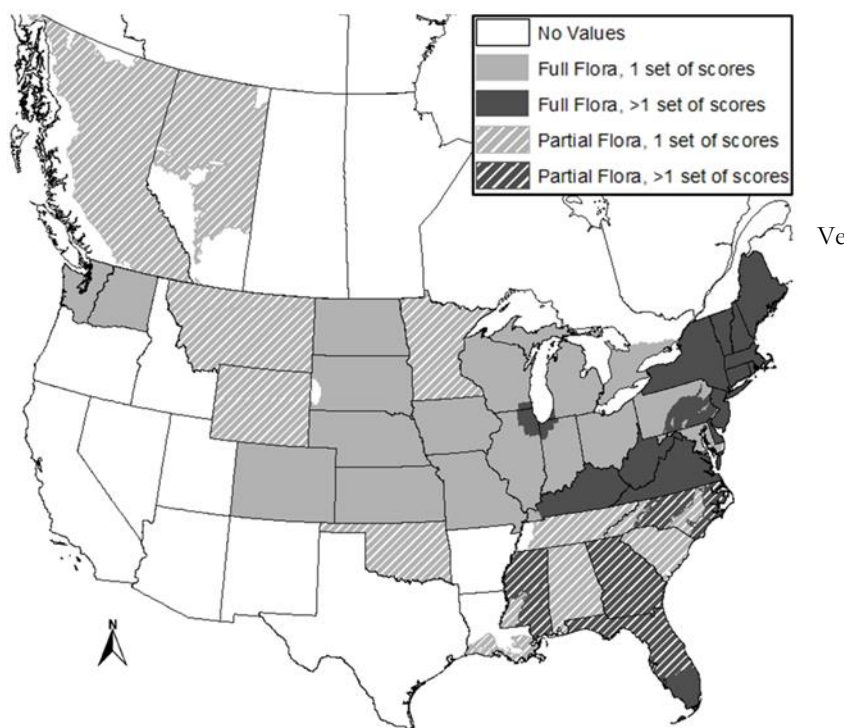 No Values
Full Flora, 1 set of scores
Full Flora, >1 set of scores
Partial Flora, 1 set of scores
Partial Flora, >1 set of scores
Ve
N